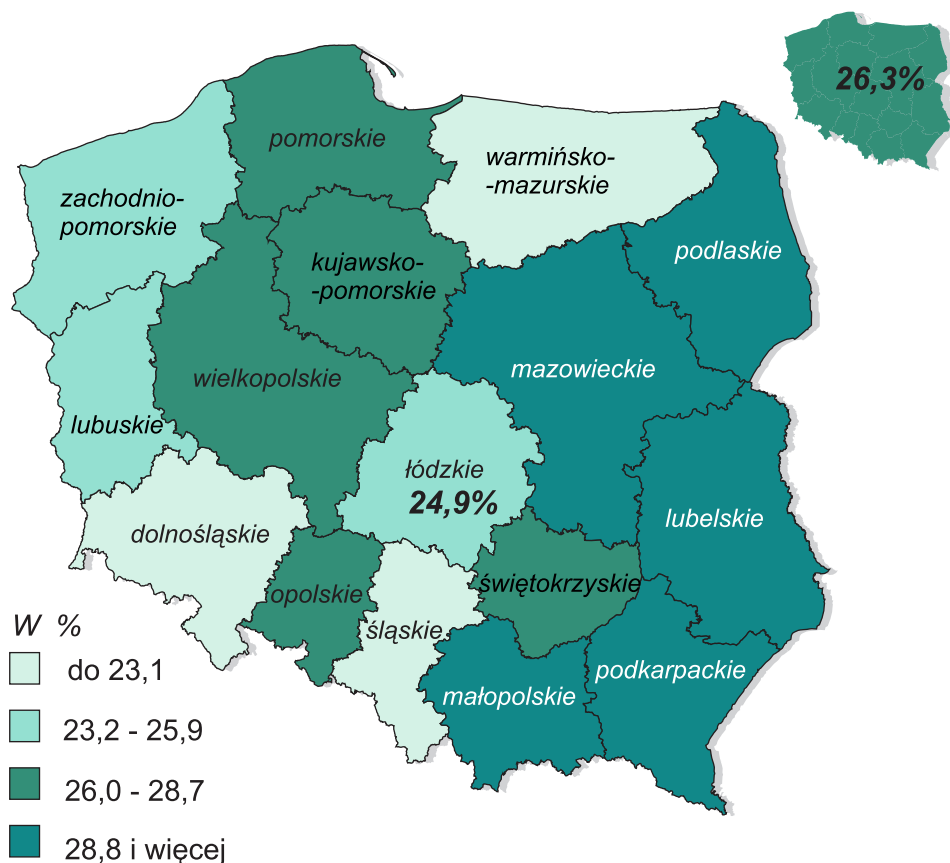 26,3%
pomorskie
warmińsko-
-mazurskie
zachodnio-
pomorskie
podlaskie
kujawsko-
-pomorskie
mazowieckie
wielkopolskie
lubuskie
łódzkie
24,9%
lubelskie
dolnośląskie
świętokrzyskie
opolskie
śląskie
podkarpackie
małopolskie
W %
do 23,1
23,2 - 25,9
26,0 - 28,7
28,8 i więcej